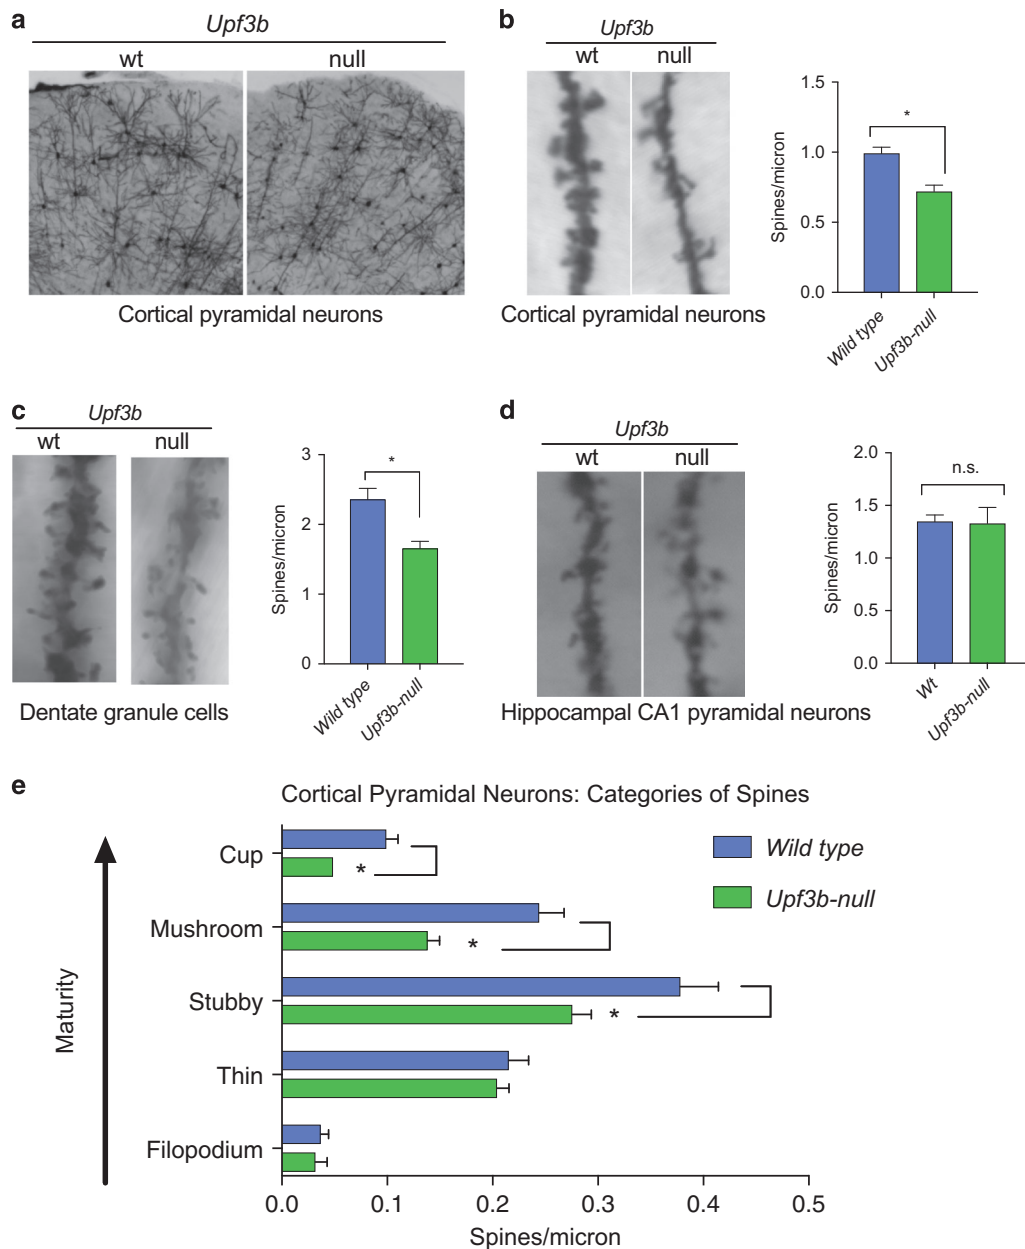 a
Upf3b
wt null
Cortical pyramidal neurons
b
Upf3b
wt null
Cortical pyramidal neurons
Spines/micron
1.5
1.0
0.5
0.0
*
Wild type
Upf3b-null
c
Upf3b
wt null
Dentate granule cells
Spines/micron
3
2
1
0
*
Wild type
Upf3b-null
d
Upf3b
wt null
Hippocampal CA1 pyramidal neurons
Spines/micron
2.0
1.5
1.0
0.5
0.0
n.s.
Wt
Upf3b-null
e
Cortical Pyramidal Neurons: Categories of Spines
Maturity
Cup
*
Mushroom
*
Stubby
*
Thin
Filopodium
Wild type
Upf3b-null
0.0 0.1 0.2 0.3 0.4 0.5
Spines/micron